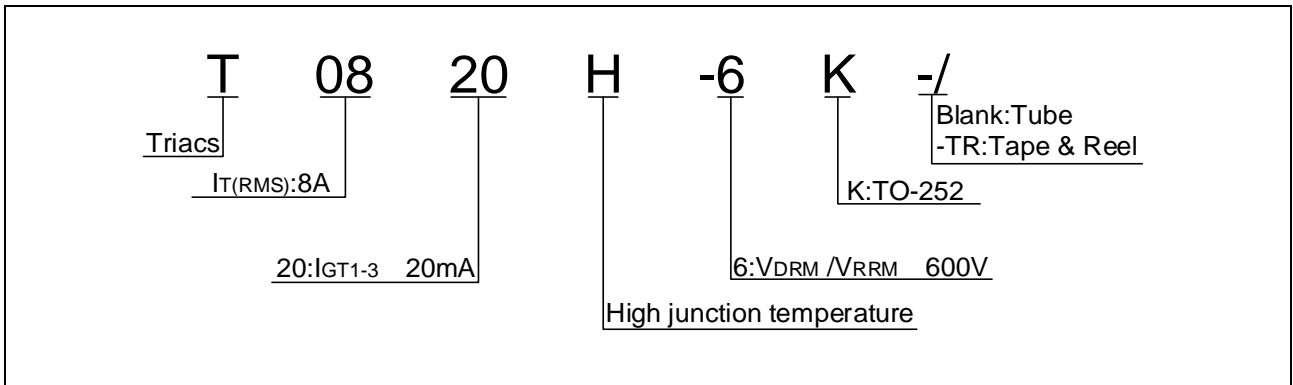 T 08 20 H -6 K -/
Blank:Tube
-TR:Tape & Reel
Triacs
IT(RMS):8A
K:TO-252
20:IGT1-3 20mA
6:VDRM /VRRM 600V
High junction temperature